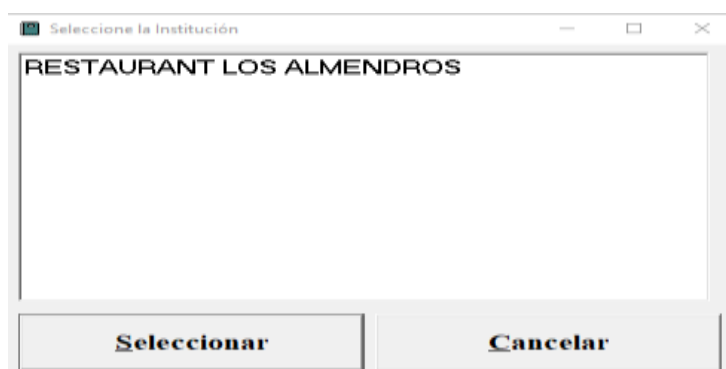 Seleccione la Institución
RESTAURANT LOS ALMENDROS
Seleccionar
Cancelar